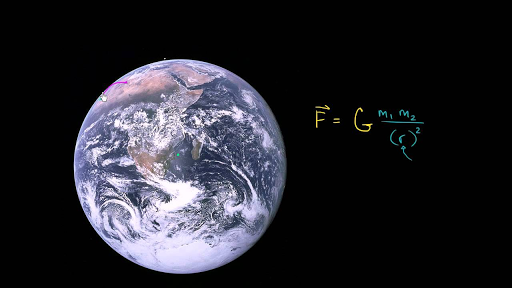 F⃗ = G m₁ m₂ / (r)²